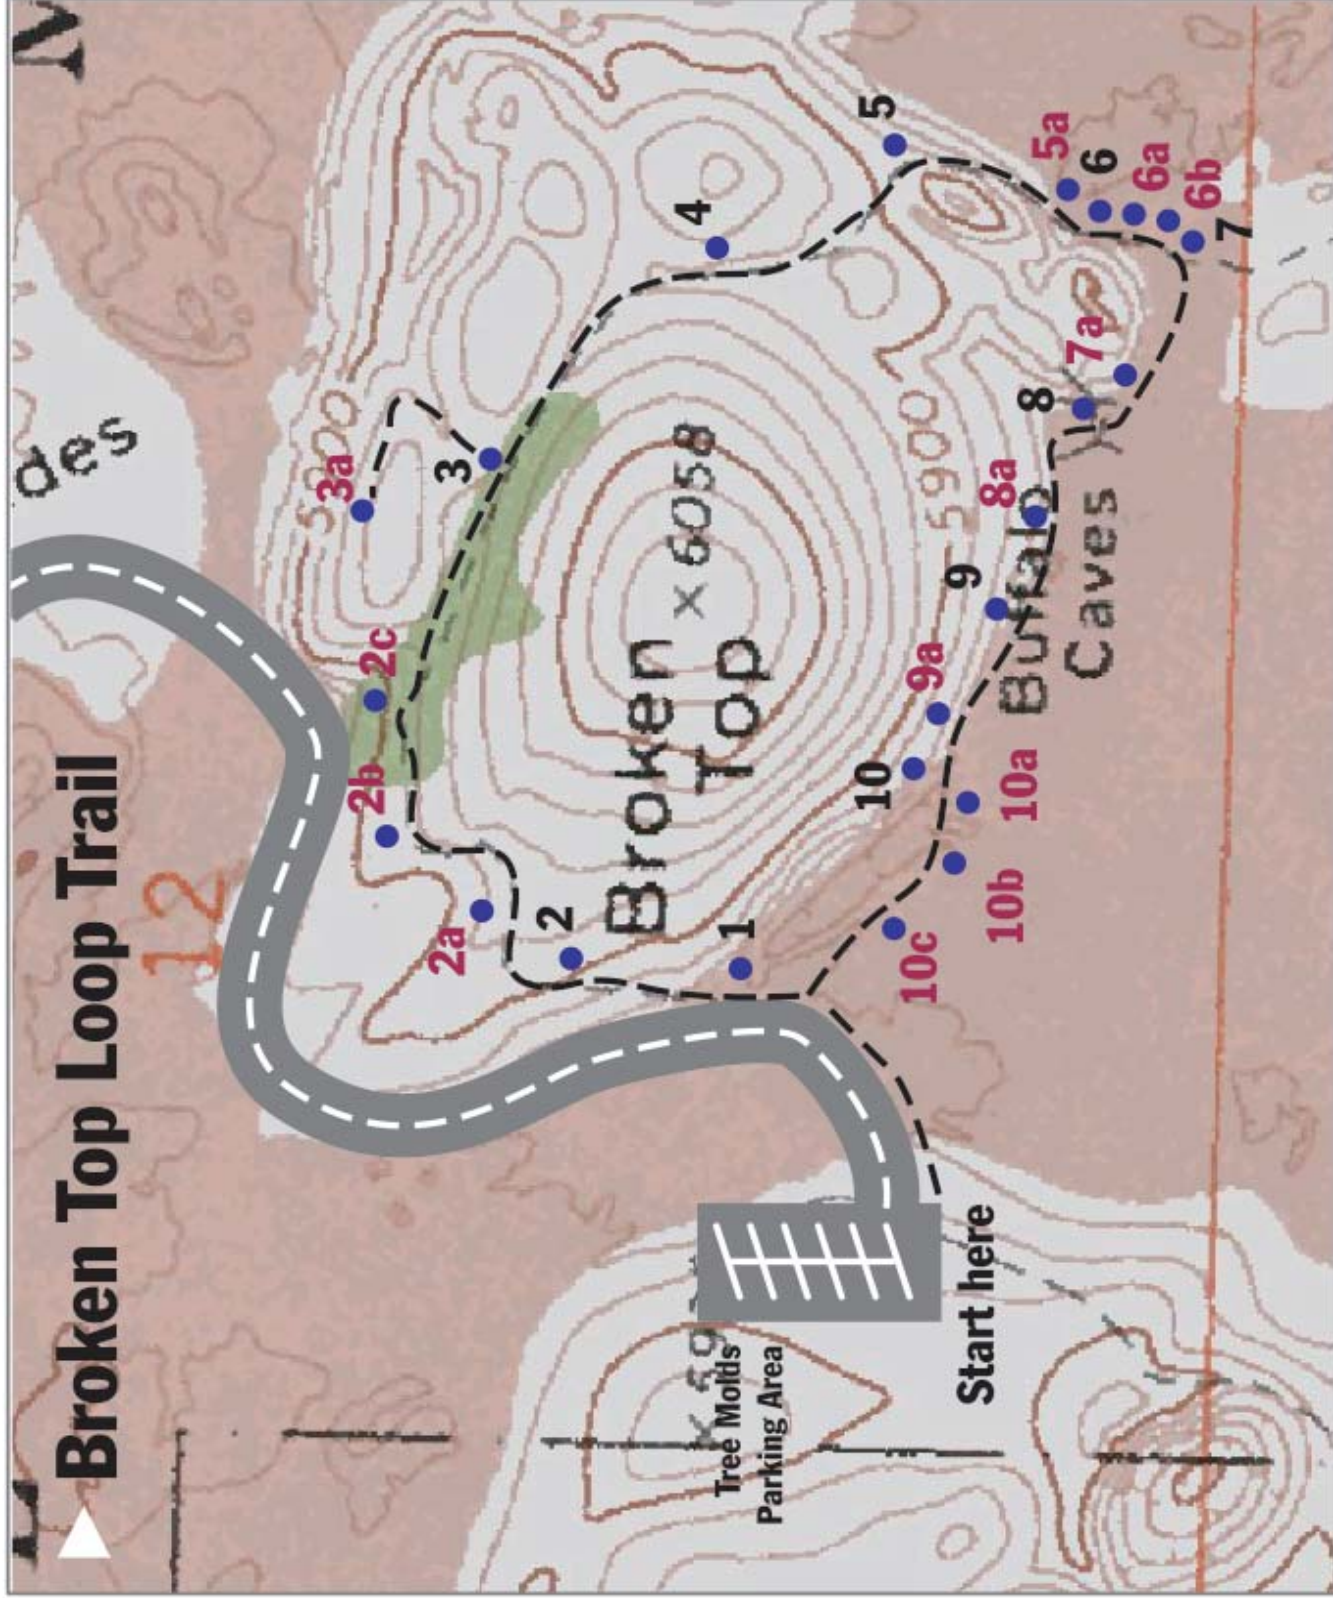 Broken Top Loop Trail
des
12
5900
3a
3
2c
2b
2a
2
1
4
5
5a
6
6a
6b
7
7a
8
8a
9
9a
10
10a
10b
10c
Broken
Top
x 6058
5900
Buffalo
Caves
Tree Molds
Parking Area
Start here